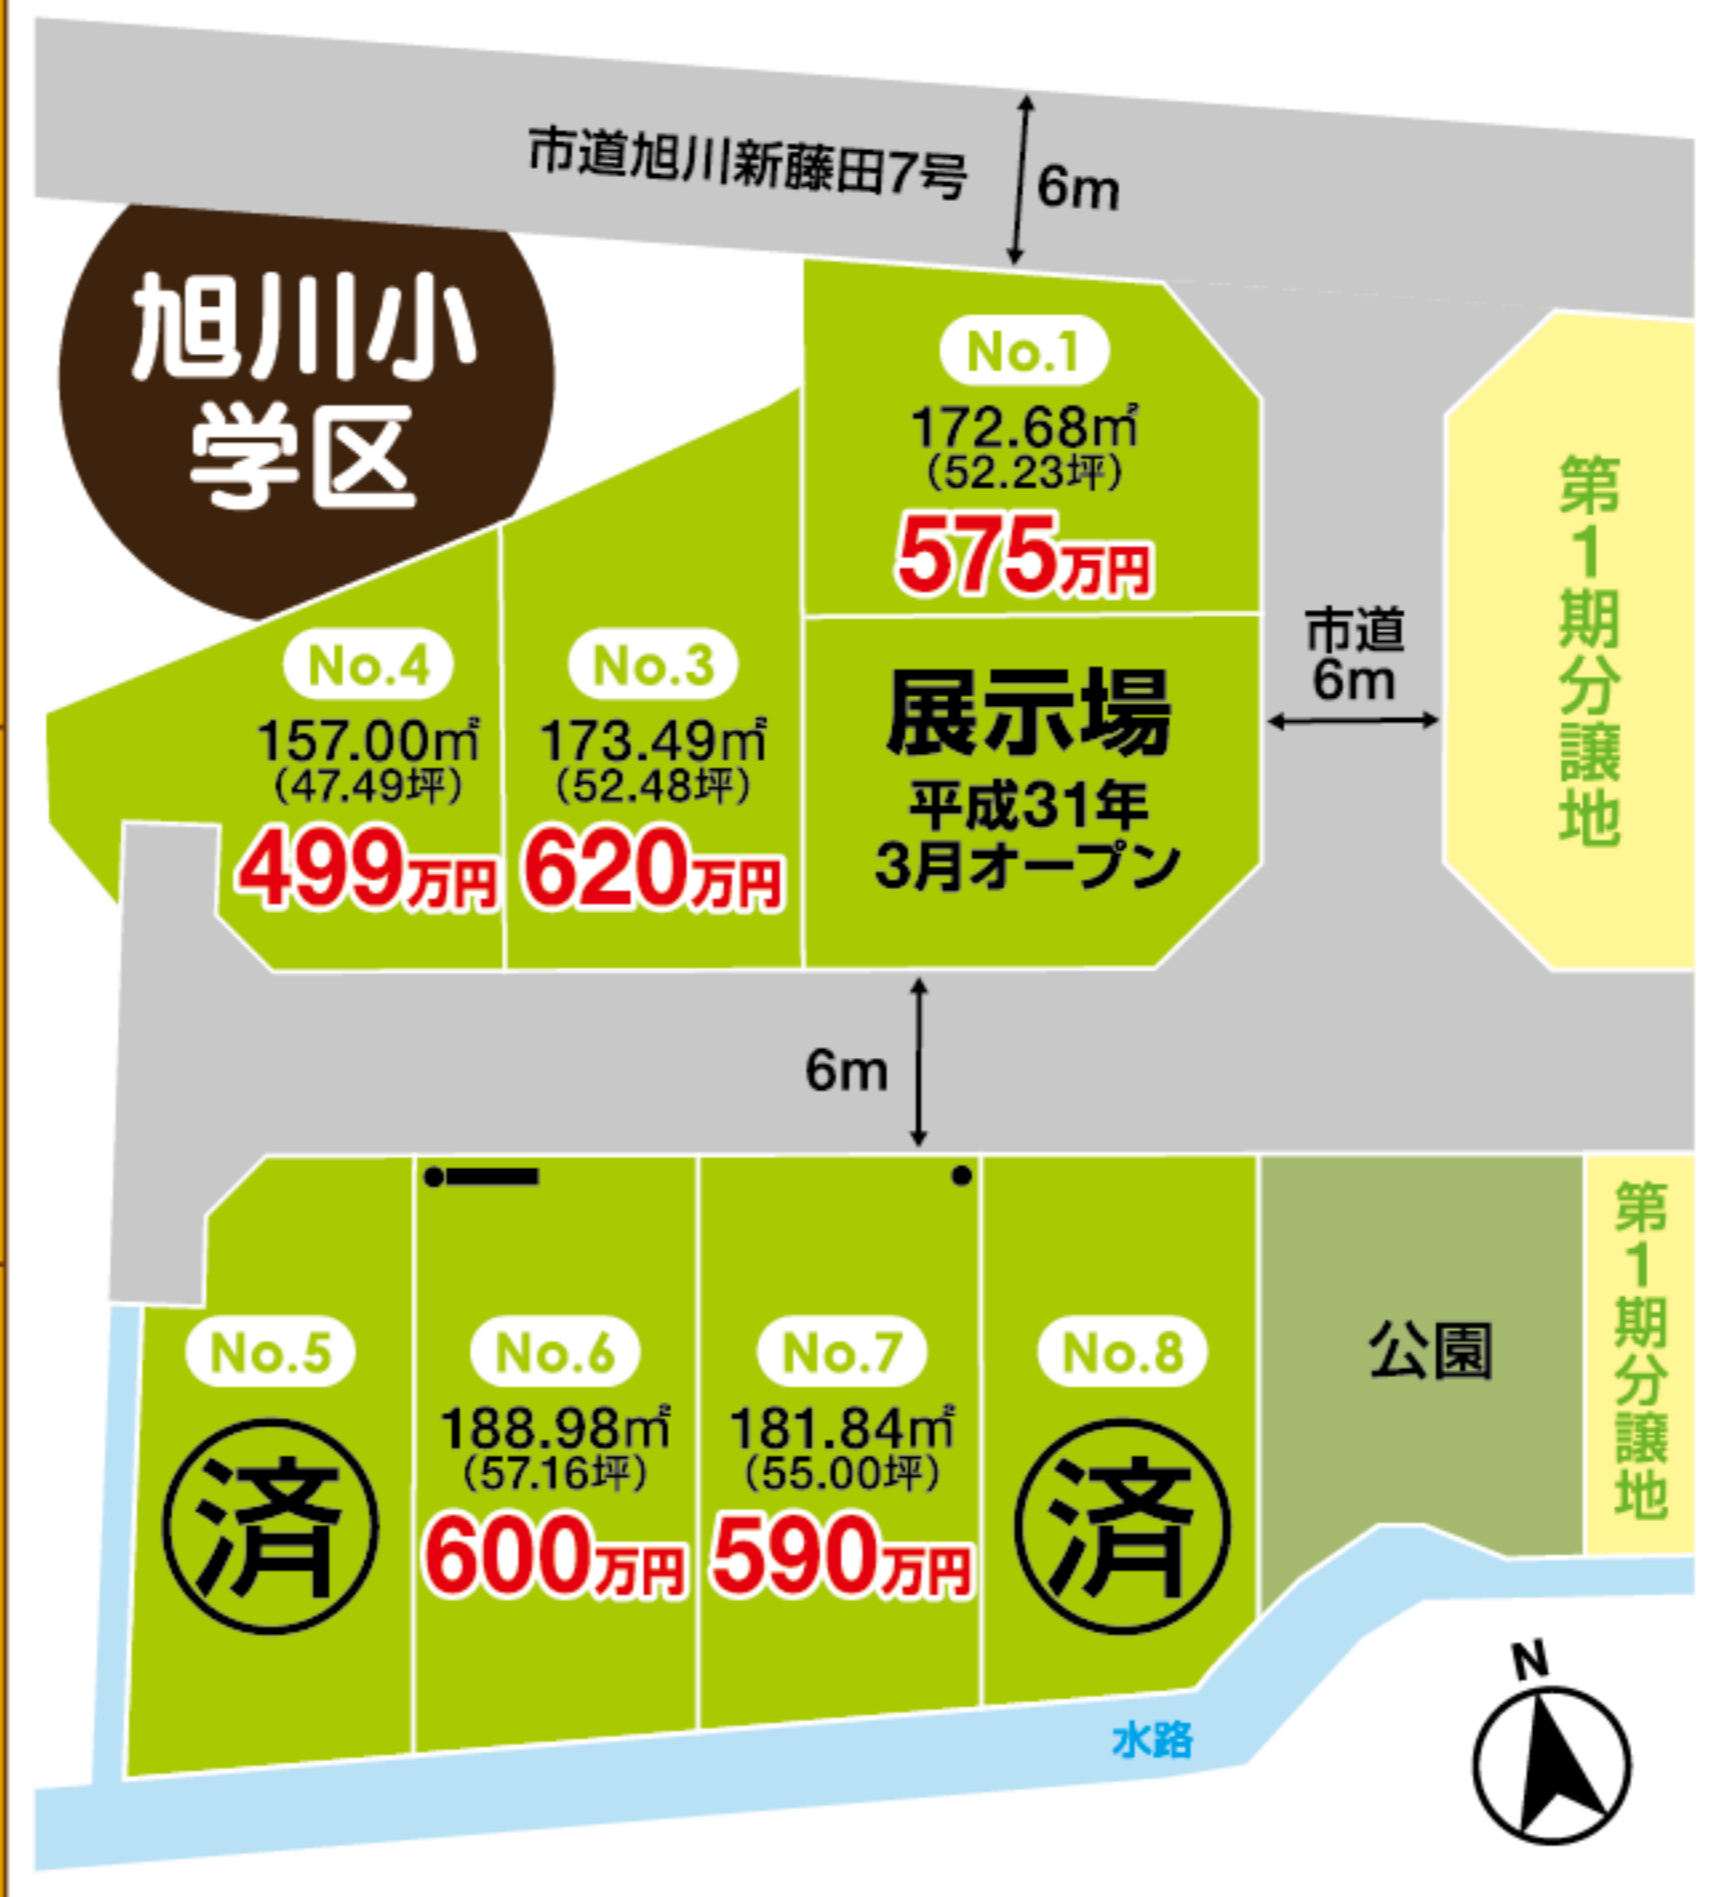 市道旭川新藤田7号
6m
旭川小
学区
No.1
172.68㎡
(52.23坪)
575万円
第1期分譲地
市道
6m
No.4
157.00㎡
(47.49坪)
499万円
No.3
173.49㎡
(52.48坪)
620万円
展示場
平成31年
3月オープン
6m
No.5
済
No.6
188.98㎡
(57.16坪)
600万円
No.7
181.84㎡
(55.00坪)
590万円
No.8
済
公園
第1期分譲地
水路
N